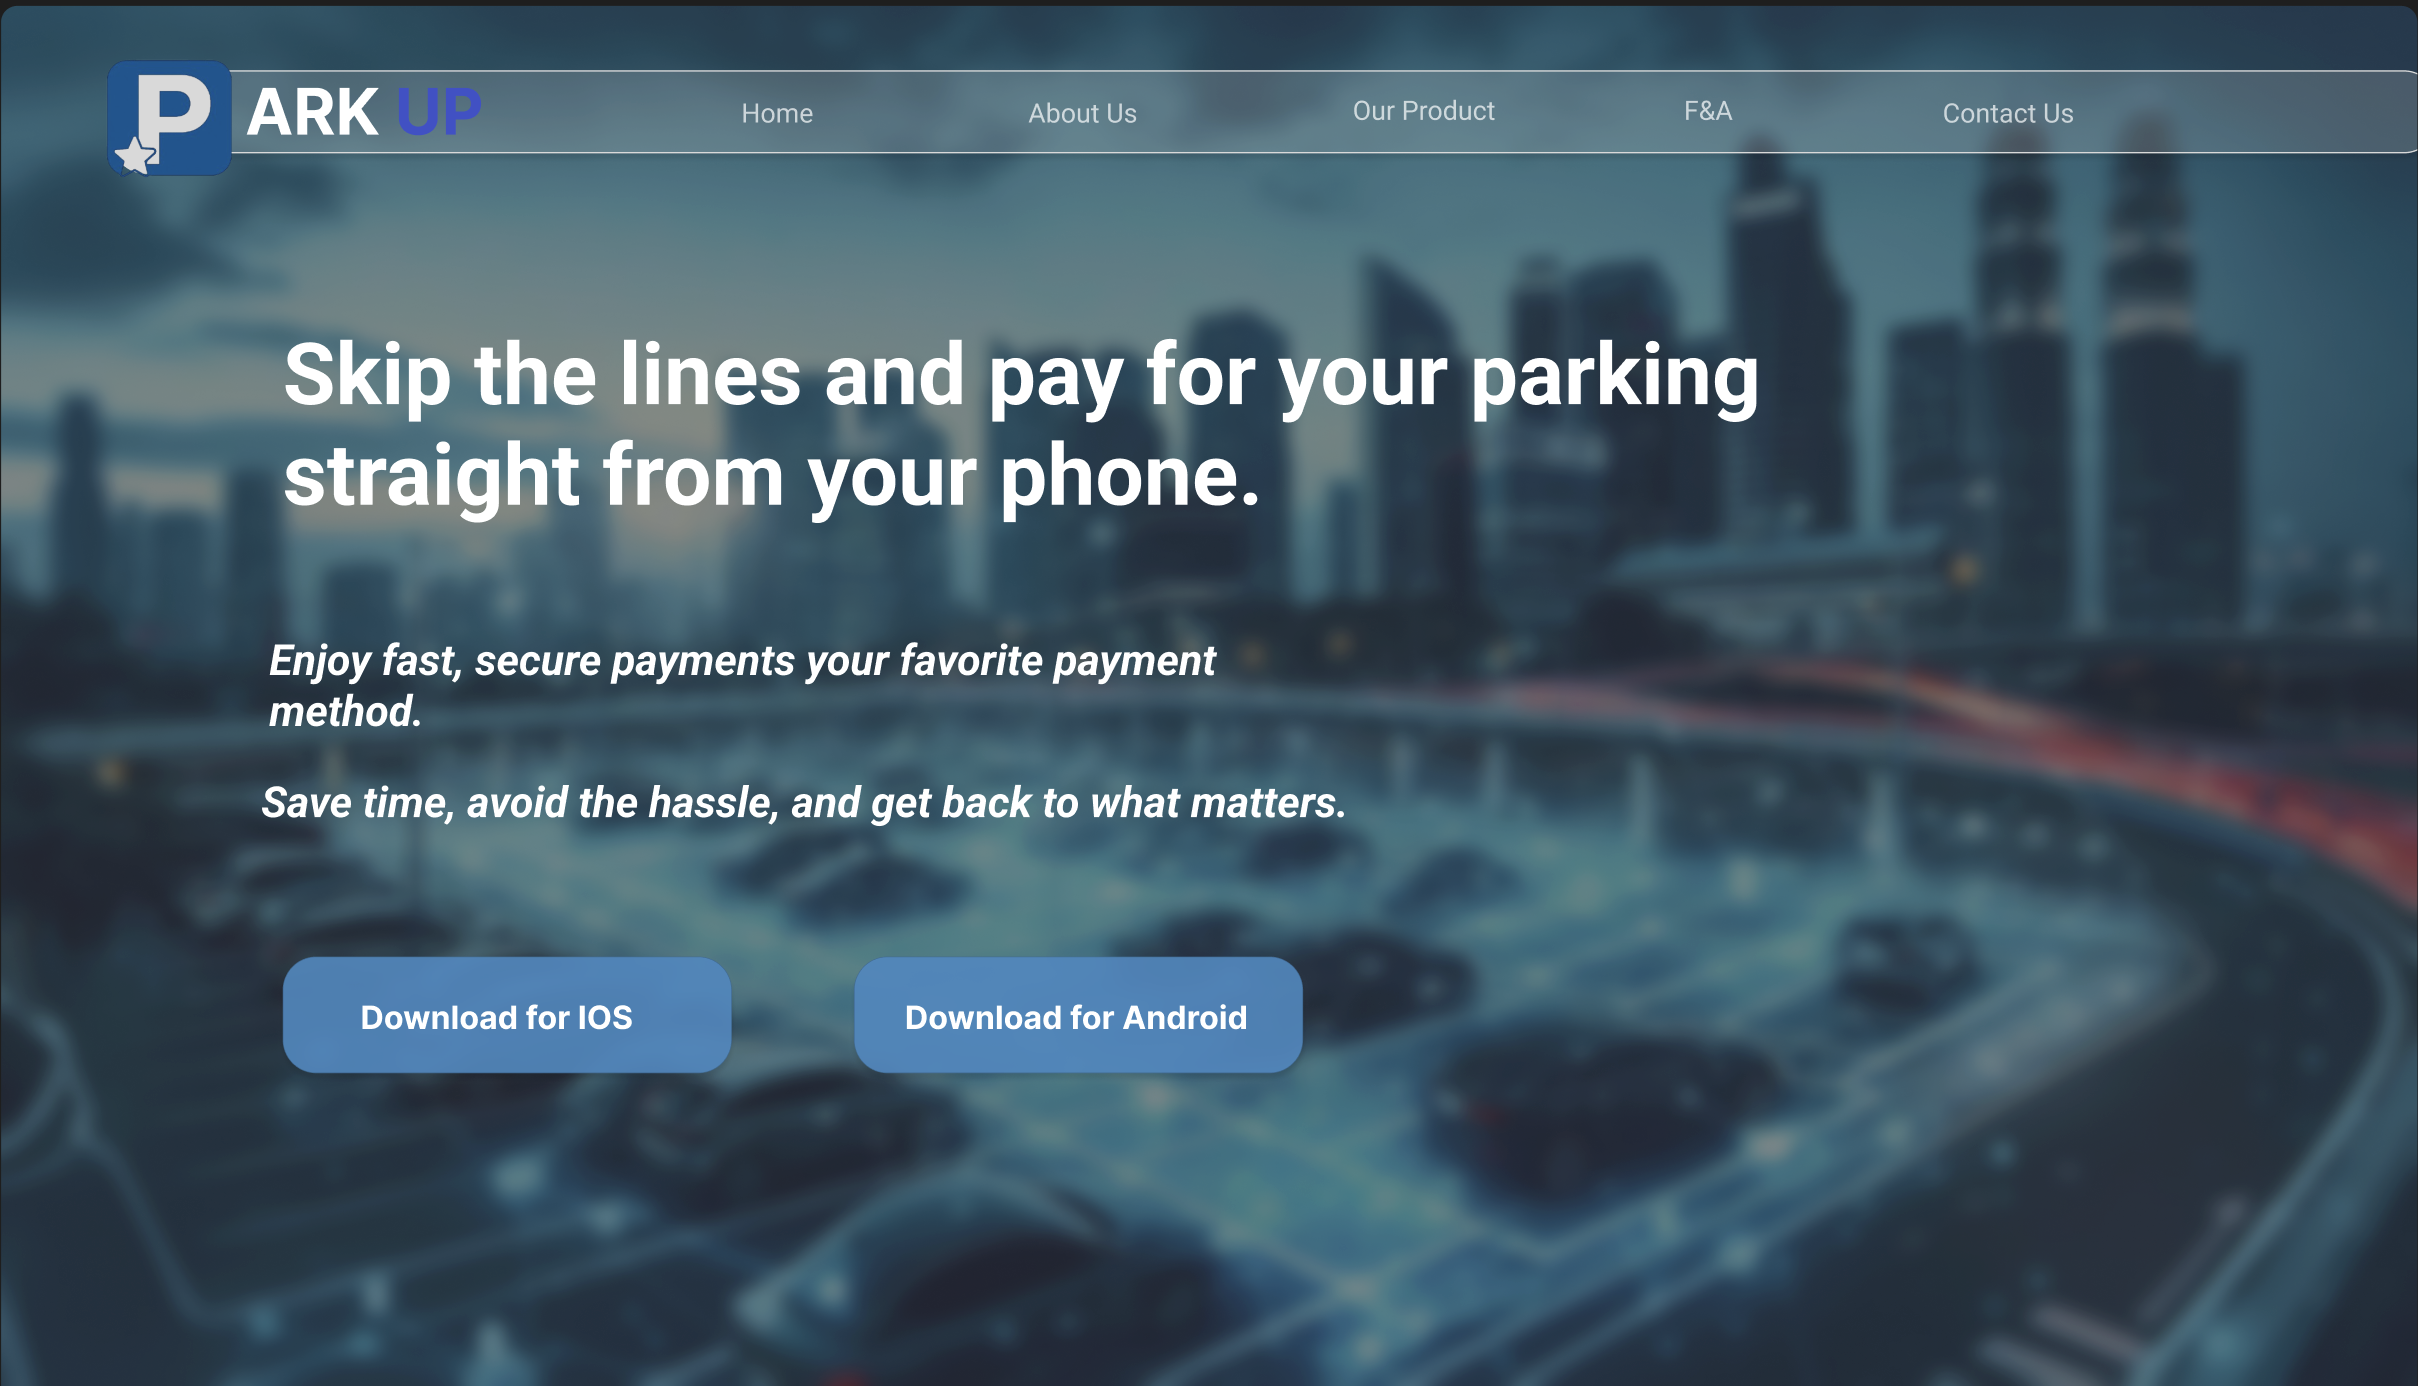 P ARK UP
Home About Us Our Product F&A Contact Us
Skip the lines and pay for your parking
straight from your phone.
Enjoy fast, secure payments your favorite payment
method.
Save time, avoid the hassle, and get back to what matters.
Download for IOS
Download for Android